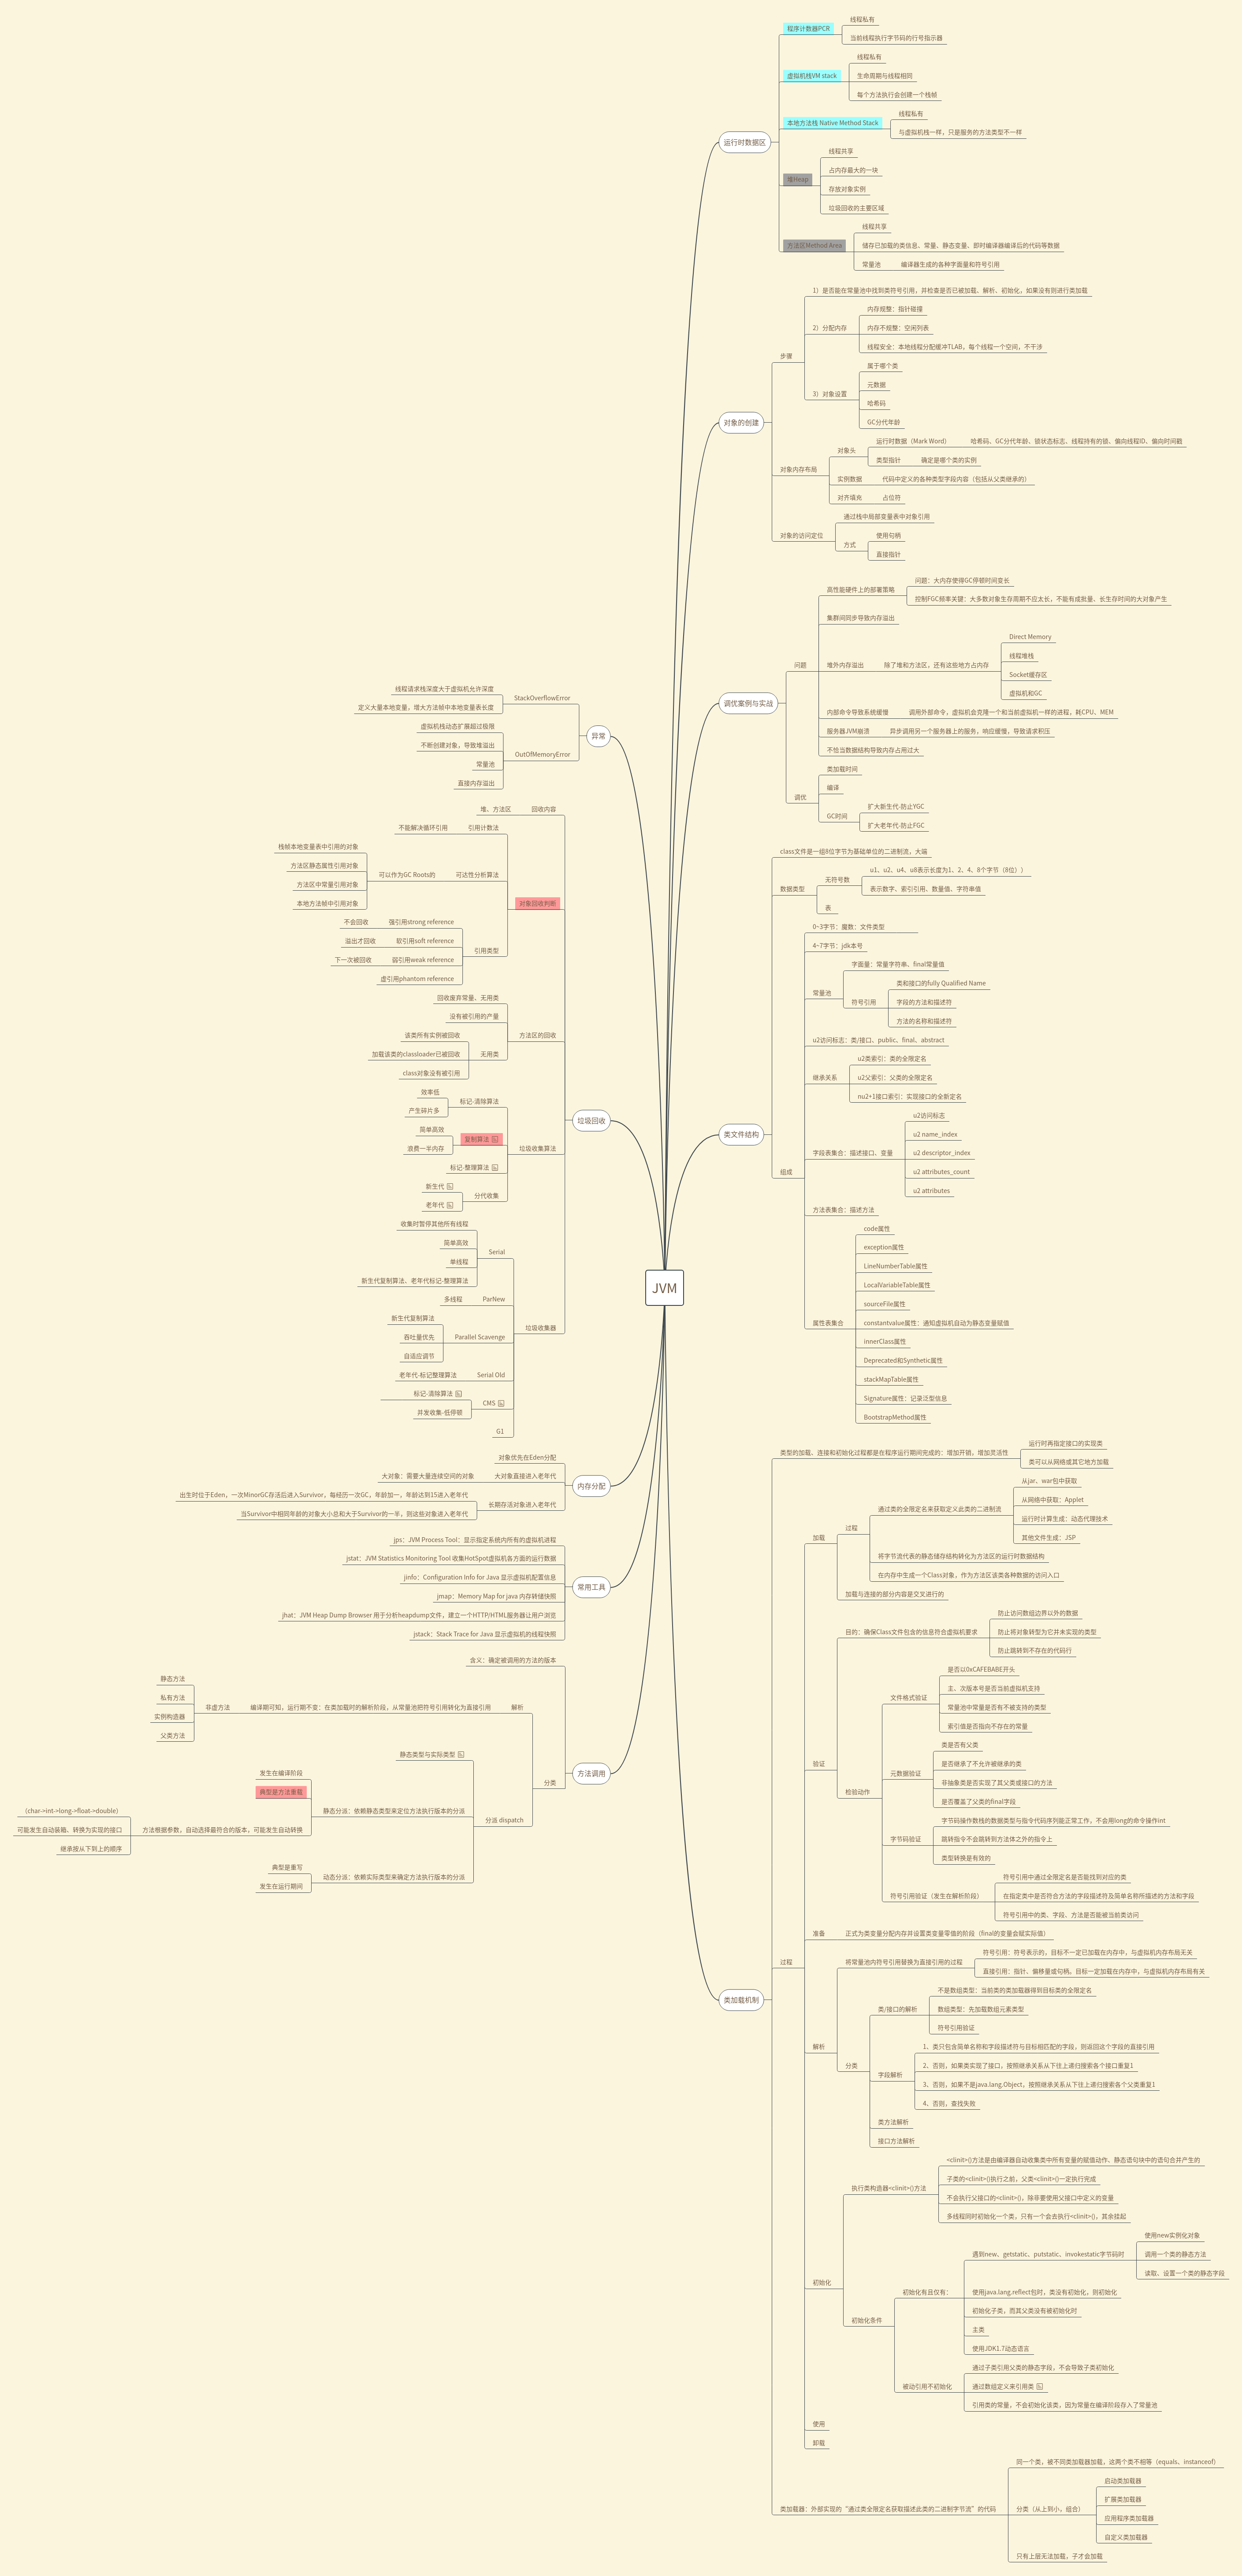 JVM
运行时数据区
程序计数器PCR
线程私有
当前线程执行字节码的行号指示器
虚拟机栈VM stack
线程私有
生命周期与线程相同
每个方法执行会创建一个栈帧
本地方法栈 Native Method Stack
线程私有
与虚拟机栈一样，只是服务的方法类型不一样
堆Heap
线程共享
占内存最大的一块
存放对象实例
垃圾回收的主要区域
方法区Method Area
线程共享
储存已加载的类信息、常量、静态变量、即时编译器编译后的代码等数据
常量池
编译器生成的各种字面量和符号引用
对象的创建
步骤
1）是否能在常量池中找到类符号引用，并检查是否已被加载、解析、初始化，如果没有则进行类加载
2）分配内存
内存规整：指针碰撞
内存不规整：空闲列表
线程安全：本地线程分配缓冲TLAB，每个线程一个空间，不干涉
3）对象设置
属于哪个类
元数据
哈希码
GC分代年龄
对象内存布局
对象头
运行时数据（Mark Word）
哈希码、GC分代年龄、锁状态标志、线程持有的锁、偏向线程ID、偏向时间戳
类型指针
确定是哪个类的实例
实例数据
代码中定义的各种类型字段内容（包括从父类继承的）
对齐填充
占位符
对象的访问定位
通过栈中局部变量表中对象引用
方式
使用句柄
直接指针
调优案例与实战
问题
高性能硬件上的部署策略
问题：大内存使得GC停顿时间变长
控制FGC频率关键：大多数对象生存周期不应太长，不能有成批量、长生存时间的大对象产生
集群间同步导致内存溢出
堆外内存溢出
除了堆和方法区，还有这些地方占内存
Direct Memory
线程堆栈
Socket缓存区
虚拟机和GC
内部命令导致系统缓慢
调用外部命令，虚拟机会克隆一个和当前虚拟机一样的进程，耗CPU、MEM
服务器JVM崩溃
异步调用另一个服务器上的服务，响应缓慢，导致请求积压
不恰当数据结构导致内存占用过大
调优
类加载时间
编译
GC时间
扩大新生代-防止YGC
扩大老年代-防止FGC
类文件结构
class文件是一组8位字节为基础单位的二进制流，大端
数据类型
无符号数
u1、u2、u4、u8表示长度为1、2、4、8个字节（8位））
表示数字、索引引用、数量值、字符串值
表
组成
0~3字节：魔数：文件类型
4~7字节：jdk本号
常量池
字面量：常量字符串、final常量值
符号引用
类和接口的fully Qualified Name
字段的方法和描述符
方法的名称和描述符
u2访问标志：类/接口、public、final、abstract
继承关系
u2类索引：类的全限定名
u2父索引：父类的全限定名
nu2+1接口索引：实现接口的全新定名
字段表集合：描述接口、变量
u2访问标志
u2 name_index
u2 descriptor_index
u2 attributes_count
u2 attributes
方法表集合：描述方法
属性表集合
code属性
exception属性
LineNumberTable属性
LocalVariableTable属性
sourceFile属性
constantvalue属性：通知虚拟机自动为静态变量赋值
innerClass属性
Deprecated和Synthetic属性
stackMapTable属性
Signature属性：记录泛型信息
BootstrapMethod属性
类加载机制
类型的加载、连接和初始化过程都是在程序运行期间完成的：增加开销，增加灵活性
运行时再指定接口的实现类
类可以从网络或其它地方加载
过程
加载
过程
通过类的全限定名来获取定义此类的二进制流
从jar、war包中获取
从网络中获取：Applet
运行时计算生成：动态代理技术
其他文件生成：JSP
将字节流代表的静态储存结构转化为方法区的运行时数据结构
在内存中生成一个Class对象，作为方法区该类各种数据的访问入口
加载与连接的部分内容是交叉进行的
验证
目的：确保Class文件包含的信息符合虚拟机要求
防止访问数组边界以外的数据
防止将对象转型为它并未实现的类型
防止跳转到不存在的代码行
检验动作
文件格式验证
是否以0xCAFEBABE开头
主、次版本号是否当前虚拟机支持
常量池中常量是否有不被支持的类型
索引值是否指向不存在的常量
元数据验证
类是否有父类
是否继承了不允许被继承的类
非抽象类是否实现了其父类或接口的方法
是否覆盖了父类的final字段
字节码验证
字节码操作数栈的数据类型与指令代码序列能正常工作，不会用long的命令操作int
跳转指令不会跳转到方法体之外的指令上
类型转换是有效的
符号引用验证（发生在解析阶段）
符号引用中通过全限定名是否能找到对应的类
在指定类中是否符合方法的字段描述符及简单名称所描述的方法和字段
符号引用中的类、字段、方法是否能被当前类访问
准备
正式为类变量分配内存并设置类变量零值的阶段（final的变量会赋实际值）
解析
将常量池内符号引用替换为直接引用的过程
符号引用：符号表示的，目标不一定已加载在内存中，与虚拟机内存布局无关
直接引用：指针、偏移量或句柄。目标一定加载在内存中，与虚拟机内存布局有关
分类
类/接口的解析
不是数组类型：当前类的类加载器得到目标类的全限定名
数组类型：先加载数组元素类型
符号引用验证
字段解析
1、类只包含简单名称和字段描述符与目标相匹配的字段，则返回这个字段的直接引用
2、否则，如果类实现了接口，按照继承关系从下往上递归搜索各个接口重复1
3、否则，如果不是java.lang.Object，按照继承关系从下往上递归搜索各个父类重复1
4、否则，查找失败
类方法解析
接口方法解析
初始化
执行类构造器<clinit>()方法
<clinit>()方法是由编译器自动收集类中所有变量的赋值动作、静态语句块中的语句合并产生的
子类的<clinit>()执行之前，父类<clinit>()一定执行完成
不会执行父接口的<clinit>()，除非要使用父接口中定义的变量
多线程同时初始化一个类，只有一个会去执行<clinit>()，其余挂起
初始化条件
初始化有且仅有：
遇到new、getstatic、putstatic、invokestatic字节码时
使用new实例化对象
调用一个类的静态方法
读取、设置一个类的静态字段
使用java.lang.reflect包时，类没有初始化，则初始化
初始化子类，而其父类没有被初始化时
主类
使用JDK1.7动态语言
被动引用不初始化
通过子类引用父类的静态字段，不会导致子类初始化
通过数组定义来引用类
引用类的常量，不会初始化该类，因为常量在编译阶段存入了常量池
使用
卸载
类加载器：外部实现的“通过类全限定名获取描述此类的二进制字节流”的代码
同一个类，被不同类加载器加载，这两个类不相等（equals、instanceof）
分类（从上到小，组合）
启动类加载器
扩展类加载器
应用程序类加载器
自定义类加载器
只有上层无法加载，子才会加载
异常
StackOverflowError
线程请求栈深度大于虚拟机允许深度
定义大量本地变量，增大方法帧中本地变量表长度
OutOfMemoryError
虚拟机栈动态扩展超过极限
不断创建对象，导致堆溢出
常量池
直接内存溢出
垃圾回收
回收内容
堆、方法区
对象回收判断
引用计数法
不能解决循环引用
可达性分析算法
可以作为GC Roots的
栈帧本地变量表中引用的对象
方法区静态属性引用对象
方法区中常量引用对象
本地方法帧中引用对象
引用类型
强引用strong reference
不会回收
软引用soft reference
溢出才回收
弱引用weak reference
下一次被回收
虚引用phantom reference
方法区的回收
回收废弃常量、无用类
没有被引用的产量
无用类
该类所有实例被回收
加载该类的classloader已被回收
class对象没有被引用
垃圾收集算法
标记-清除算法
效率低
产生碎片多
复制算法
简单高效
浪费一半内存
标记-整理算法
分代收集
新生代
老年代
垃圾收集器
Serial
收集时暂停其他所有线程
简单高效
单线程
新生代复制算法、老年代标记-整理算法
ParNew
多线程
Parallel Scavenge
新生代复制算法
吞吐量优先
自适应调节
Serial Old
老年代-标记整理算法
CMS
标记-清除算法
并发收集-低停顿
G1
内存分配
对象优先在Eden分配
大对象直接进入老年代
大对象：需要大量连续空间的对象
长期存活对象进入老年代
出生时位于Eden，一次MinorGC存活后进入Survivor，每经历一次GC，年龄加一，年龄达到15进入老年代
当Survivor中相同年龄的对象大小总和大于Survivor的一半，则这些对象进入老年代
常用工具
jps：JVM Process Tool：显示指定系统内所有的虚拟机进程
jstat：JVM Statistics Monitoring Tool 收集HotSpot虚拟机各方面的运行数据
jinfo：Configuration Info for Java 显示虚拟机配置信息
jmap：Memory Map for java 内存转储快照
jhat：JVM Heap Dump Browser 用于分析heapdump文件，建立一个HTTP/HTML服务器让用户浏览
jstack：Stack Trace for Java 显示虚拟机的线程快照
方法调用
含义：确定被调用的方法的版本
分类
解析
编译期可知，运行期不变：在类加载时的解析阶段，从常量池把符号引用转化为直接引用
非虚方法
静态方法
私有方法
实例构造器
父类方法
分派 dispatch
静态类型与实际类型
静态分派：依赖静态类型来定位方法执行版本的分派
发生在编译阶段
典型是方法重载
方法根据参数，自动选择最符合的版本，可能发生自动转换
（char->int->long->float->double）
可能发生自动装箱、转换为实现的接口
继承按从下到上的顺序
动态分派：依赖实际类型来确定方法执行版本的分派
典型是重写
发生在运行期间